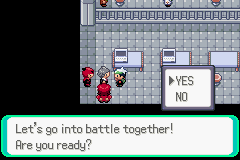 YES
NO
Let's go into battle together!
Are you ready?